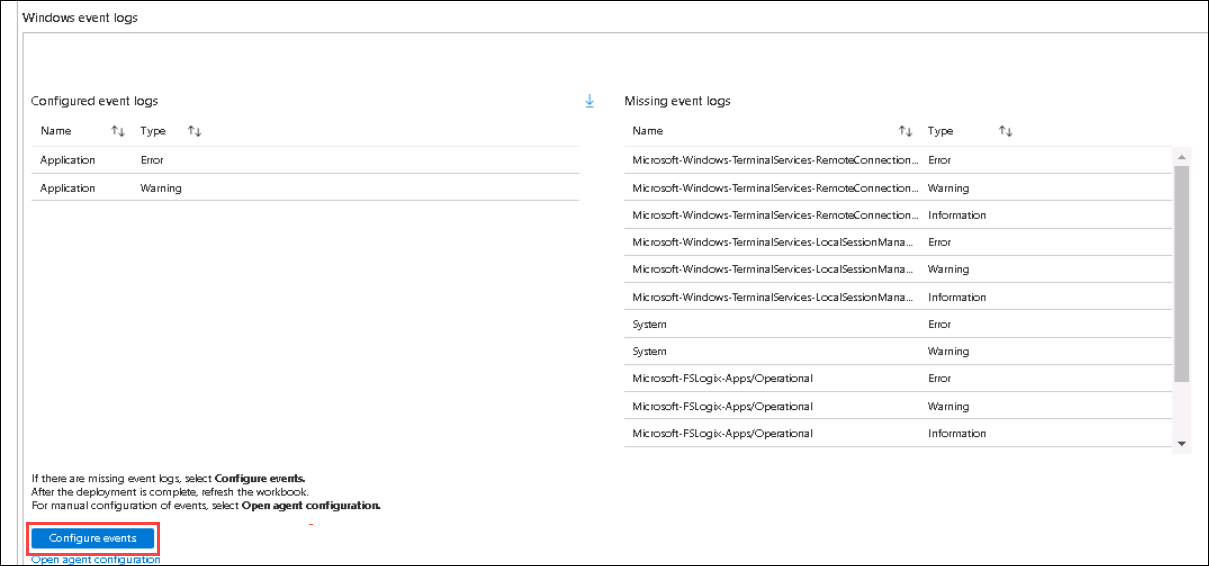 Windows event logs
Configured event logs
Name Type
Application Error
Application Warning
Missing event logs
Name Type
Microsoft-Windows-TerminalServices-RemoteConnection... Error
Microsoft-Windows-TerminalServices-RemoteConnection... Warning
Microsoft-Windows-TerminalServices-RemoteConnection... Information
Microsoft-Windows-TerminalServices-LocalSessionMana... Error
Microsoft-Windows-TerminalServices-LocalSessionMana... Warning
Microsoft-Windows-TerminalServices-LocalSessionMana... Information
System Error
System Warning
Microsoft-FSLogix-Apps/Operational Error
Microsoft-FSLogix-Apps/Operational Warning
Microsoft-FSLogix-Apps/Operational Information
If there are missing event logs, select Configure events.
After the deployment is complete, refresh the workbook.
For manual configuration of events, select Open agent configuration.
Configure events
Open agent configuration